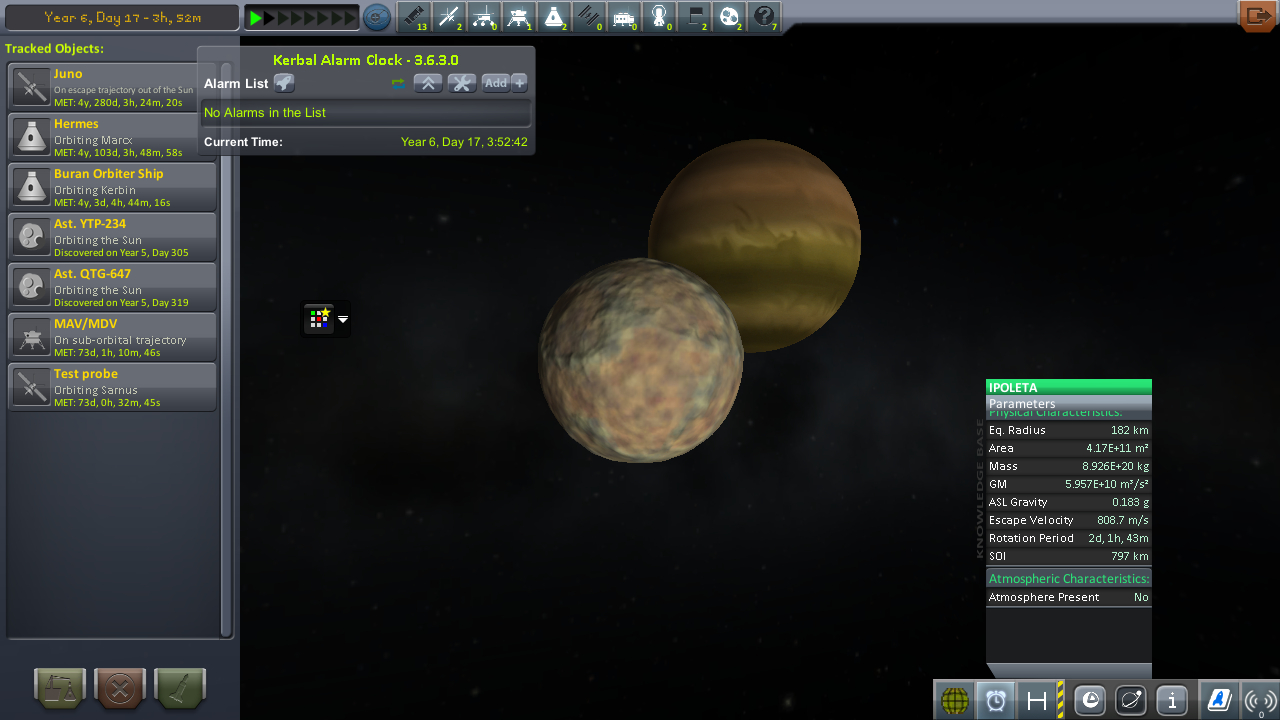 Year 6, Day 17 - 3h, 52m
13 2 0 1 2 0 0 0 2 2 7
Tracked Objects:
Juno
On escape trajectory out of the Sun
MET: 4y, 280d, 3h, 24m, 20s
Hermes
Orbiting Marcx
MET: 4y, 103d, 3h, 48m, 58s
Buran Orbiter Ship
Orbiting Kerbin
MET: 4y, 3d, 4h, 44m, 16s
Ast. YTP-234
Orbiting the Sun
Discovered on Year 5, Day 305
Ast. QTG-647
Orbiting the Sun
Discovered on Year 5, Day 319
MAV/MDV
On sub-orbital trajectory
MET: 73d, 1h, 10m, 46s
Test probe
Orbiting Sarnus
MET: 73d, 0h, 32m, 45s
Kerbal Alarm Clock - 3.6.3.0
Alarm List Add +
No Alarms in the List
Current Time: Year 6, Day 17, 3:52:42
KNOWLEDGE BASE
IPOLETA
Parameters
Physical Characteristics:
Eq. Radius 182 km
Area 4.17E+11 m²
Mass 8.926E+20 kg
GM 5.957E+10 m³/s²
ASL Gravity 0.183 g
Escape Velocity 808.7 m/s
Rotation Period 2d, 1h, 43m
SOI 797 km
Atmospheric Characteristics:
Atmosphere Present No
0